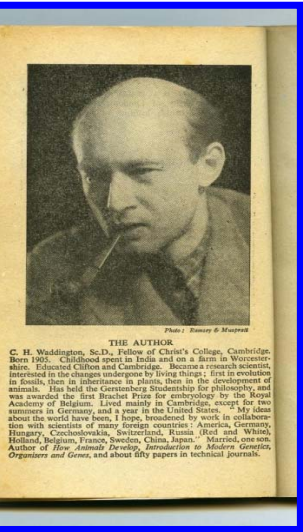 Photo : Ramsey & Muspratt
THE AUTHOR
C. H. Waddington, Sc.D., Fellow of Christ's College, Cambridge.
Born 1905. Childhood spent in India and on a farm in Worcester-
shire. Educated Clifton and Cambridge. Became a research scientist,
interested in the changes undergone by living things ; first in evolution
in fossils, then in inheritance in plants, then in the development of
animals. Has held the Gerstenberg Studentship for philosophy, and
was awarded the first Brachet Prize for embryology by the Royal
Academy of Belgium. Lived mainly in Cambridge, except for two
summers in Germany, and a year in the United States. " My ideas
about the world have been, I hope, broadened by work in collabora-
tion with scientists of many foreign countries : America, Germany,
Hungary, Czechoslovakia, Switzerland, Russia (Red and White),
Holland, Belgium, France, Sweden, China, Japan." Married, one son.
Author of How Animals Develop, Introduction to Modern Genetics,
Organisers and Genes, and about fifty papers in technical journals.